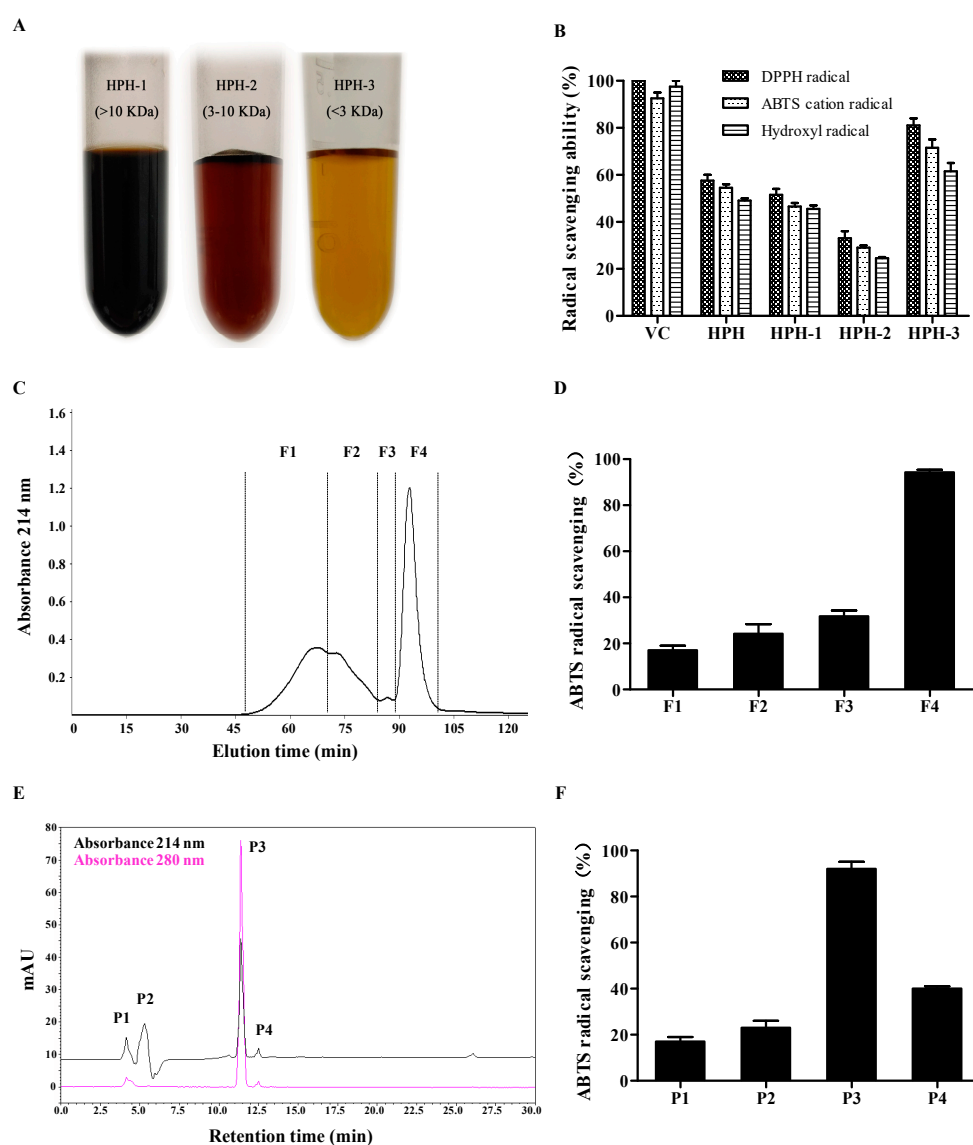 A
HPH-1
(>10 KDa)
HPH-2
(3-10 KDa)
HPH-3
(<3 KDa)
B
Radical scavenging ability (%)
100
80
60
40
20
0
DPPH radical
ABTS cation radical
Hydroxyl radical
VC HPH HPH-1 HPH-2 HPH-3
C
Absorbance 214 nm
1.6
1.4
1.2
1.0
0.8
0.6
0.4
0.2
F1 F2 F3 F4
0 15 30 45 60 75 90 105 120
Elution time (min)
D
ABTS radical scavenging (%)
100
80
60
40
20
0
F1 F2 F3 F4
E
Absorbance 214 nm
Absorbance 280 nm
mAU
80
70
60
50
40
30
20
10
0
P1
P2
P3
P4
0.0 2.5 5.0 7.5 10.0 12.5 15.0 17.5 20.0 22.5 25.0 27.5 30.0
Retention time (min)
F
ABTS radical scavenging (%)
100
80
60
40
20
0
P1 P2 P3 P4